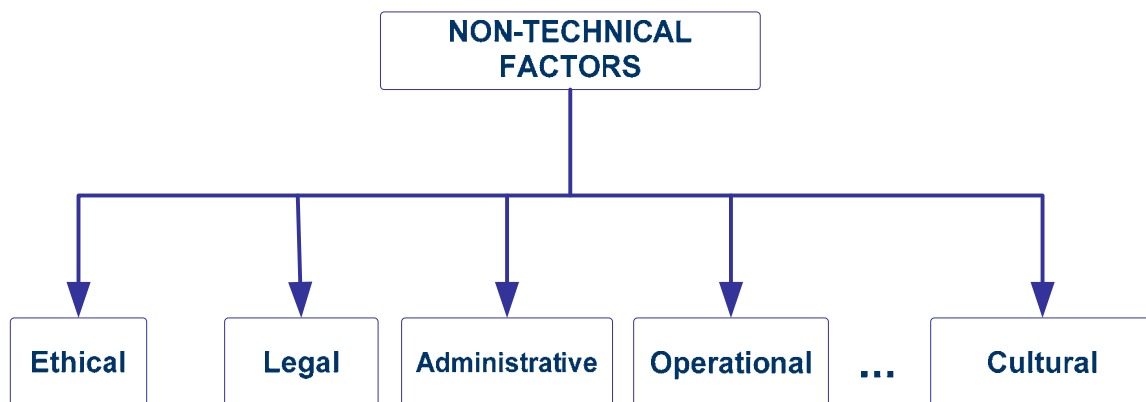 NON-TECHNICAL
FACTORS
Ethical
Legal
Administrative
Operational
...
Cultural